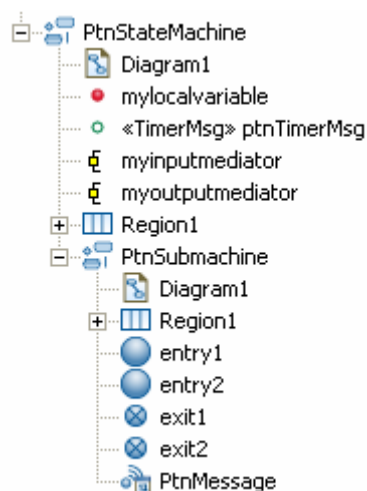 PtnStateMachine
Diagram1
mylocalvariable
«TimerMsg» ptnTimerMsg
myinputmediator
myoutputmediator
Region1
PtnSubmachine
Diagram1
Region1
entry1
entry2
exit1
exit2
PtnMessage